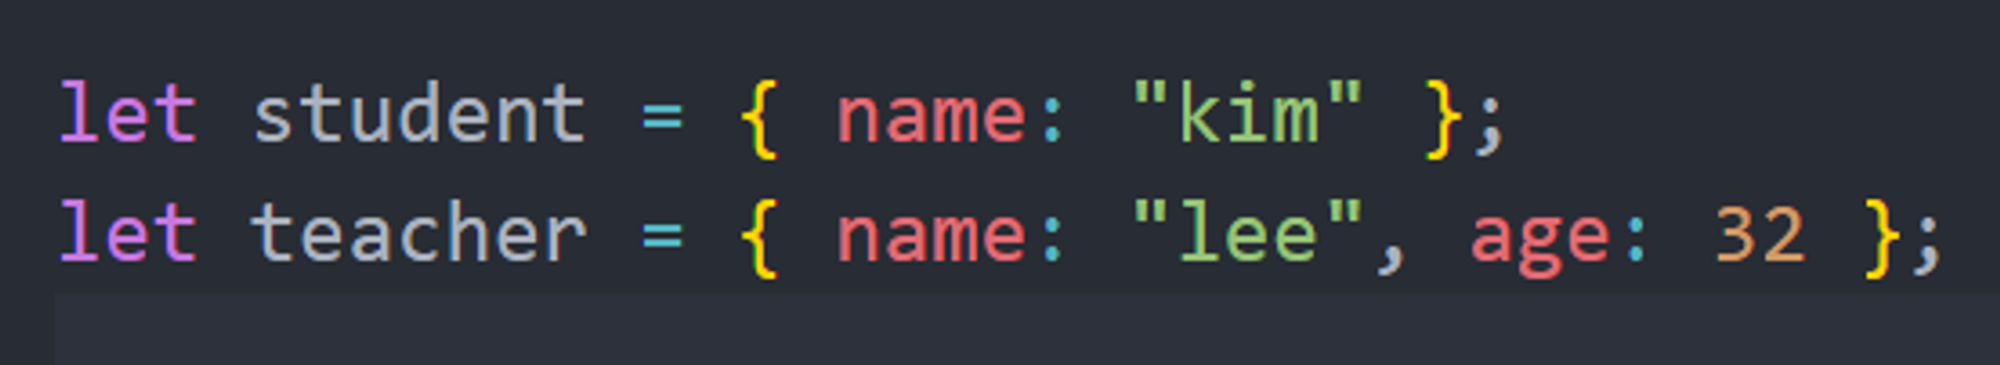 let student = { name: "kim" };
let teacher = { name: "lee", age: 32 };